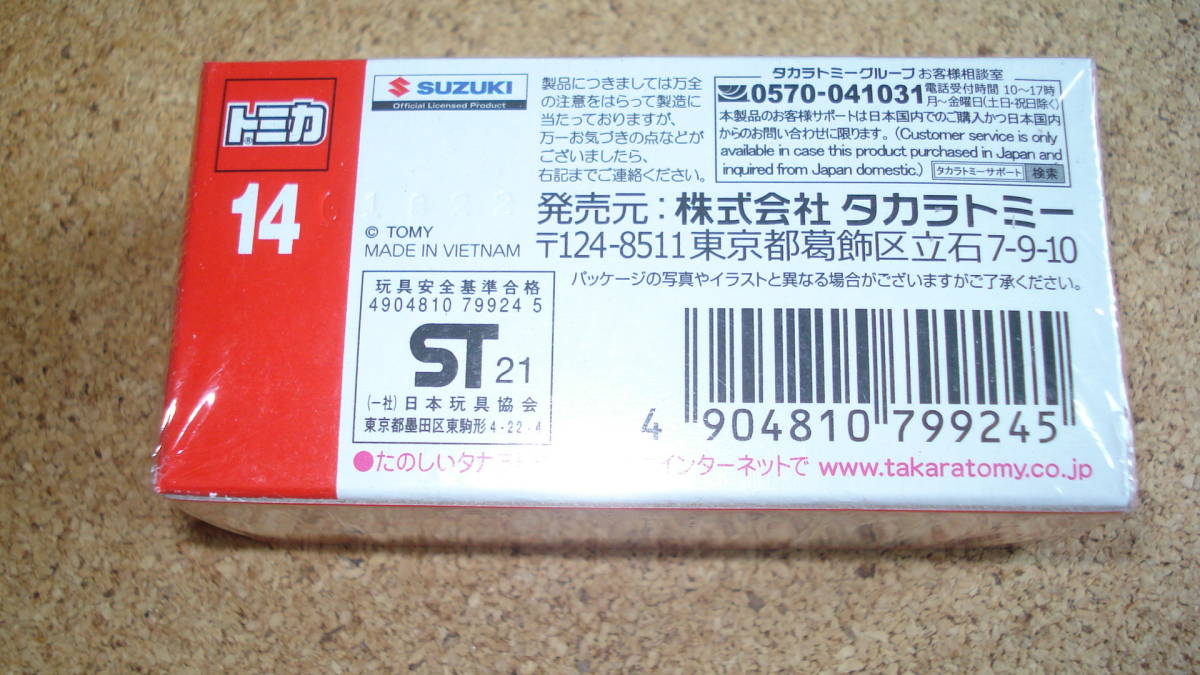 トミカ
14
SUZUKI
Official Licensed Product
© TOMY
MADE IN VIETNAM
製品につきましては万全
の注意をはらって製造に
当たっておりますが、
万一お気づきの点などが
ございましたら、
右記までご連絡ください。
タカラトミーグループ お客様相談室
0570-041031 電話受付時間 10〜17時
月〜金曜日(土日・祝日除く)
本製品のお客様サポートは日本国内でのご購入かつ日本国内
からのお問い合わせに限ります。(Customer service is only
available in case this product purchased in Japan and
inquired from Japan domestic.) タカラトミーサポート 検索
発売元:株式会社 タカラトミー
〒124-8511 東京都葛飾区立石7-9-10
パッケージの写真やイラストと異なる場合がございますがご了承ください。
玩具安全基準合格
4904810 79924 5
ST 21
(一社)日本玩具協会
東京都墨田区東駒形4-22-4
4 904810 799245
●たのしいタ インターネットで www.takaratomy.co.jp